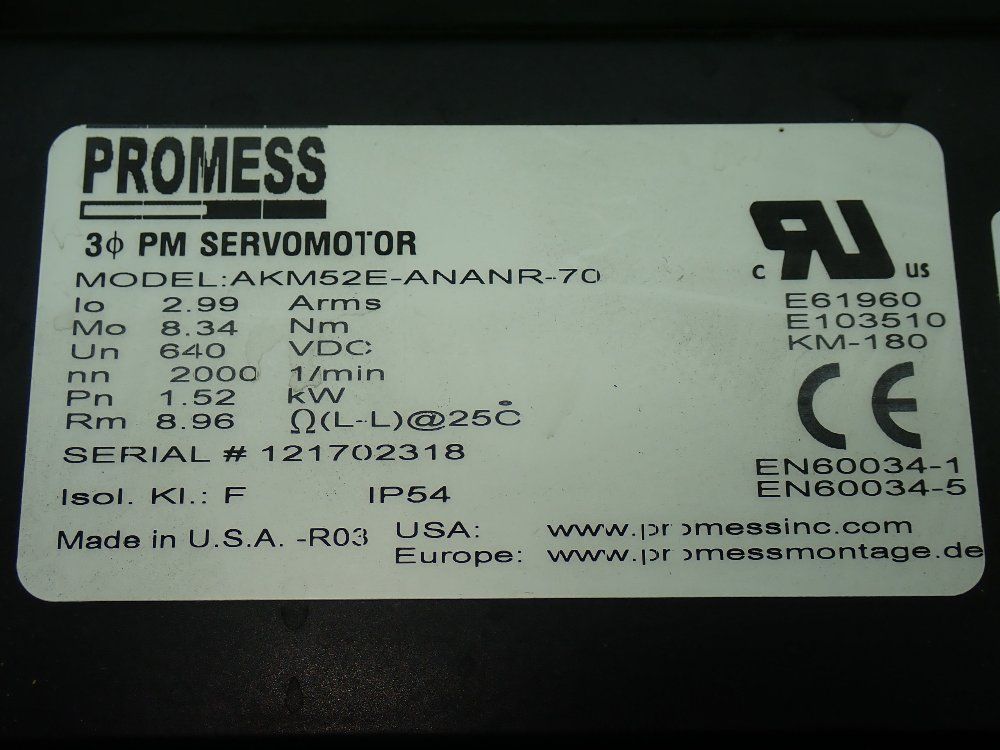 PROMESS
3ϕ PM SERVOMOTOR
MODEL:AKM52E-ANANR-70
Io 2.99 Arms
Mo 8.34 Nm
Un 640 VDC
nn 2000 1/min
Pn 1.52 kW
Rm 8.96 Ω(L-L)@25°C
SERIAL # 121702318
Isol. Kl.: F IP54
Made in U.S.A. -R03
USA: www.promessinc.com
Europe: www.promessmontage.de
c RU us
E61960
E103510
KM-180
CE
EN60034-1
EN60034-5